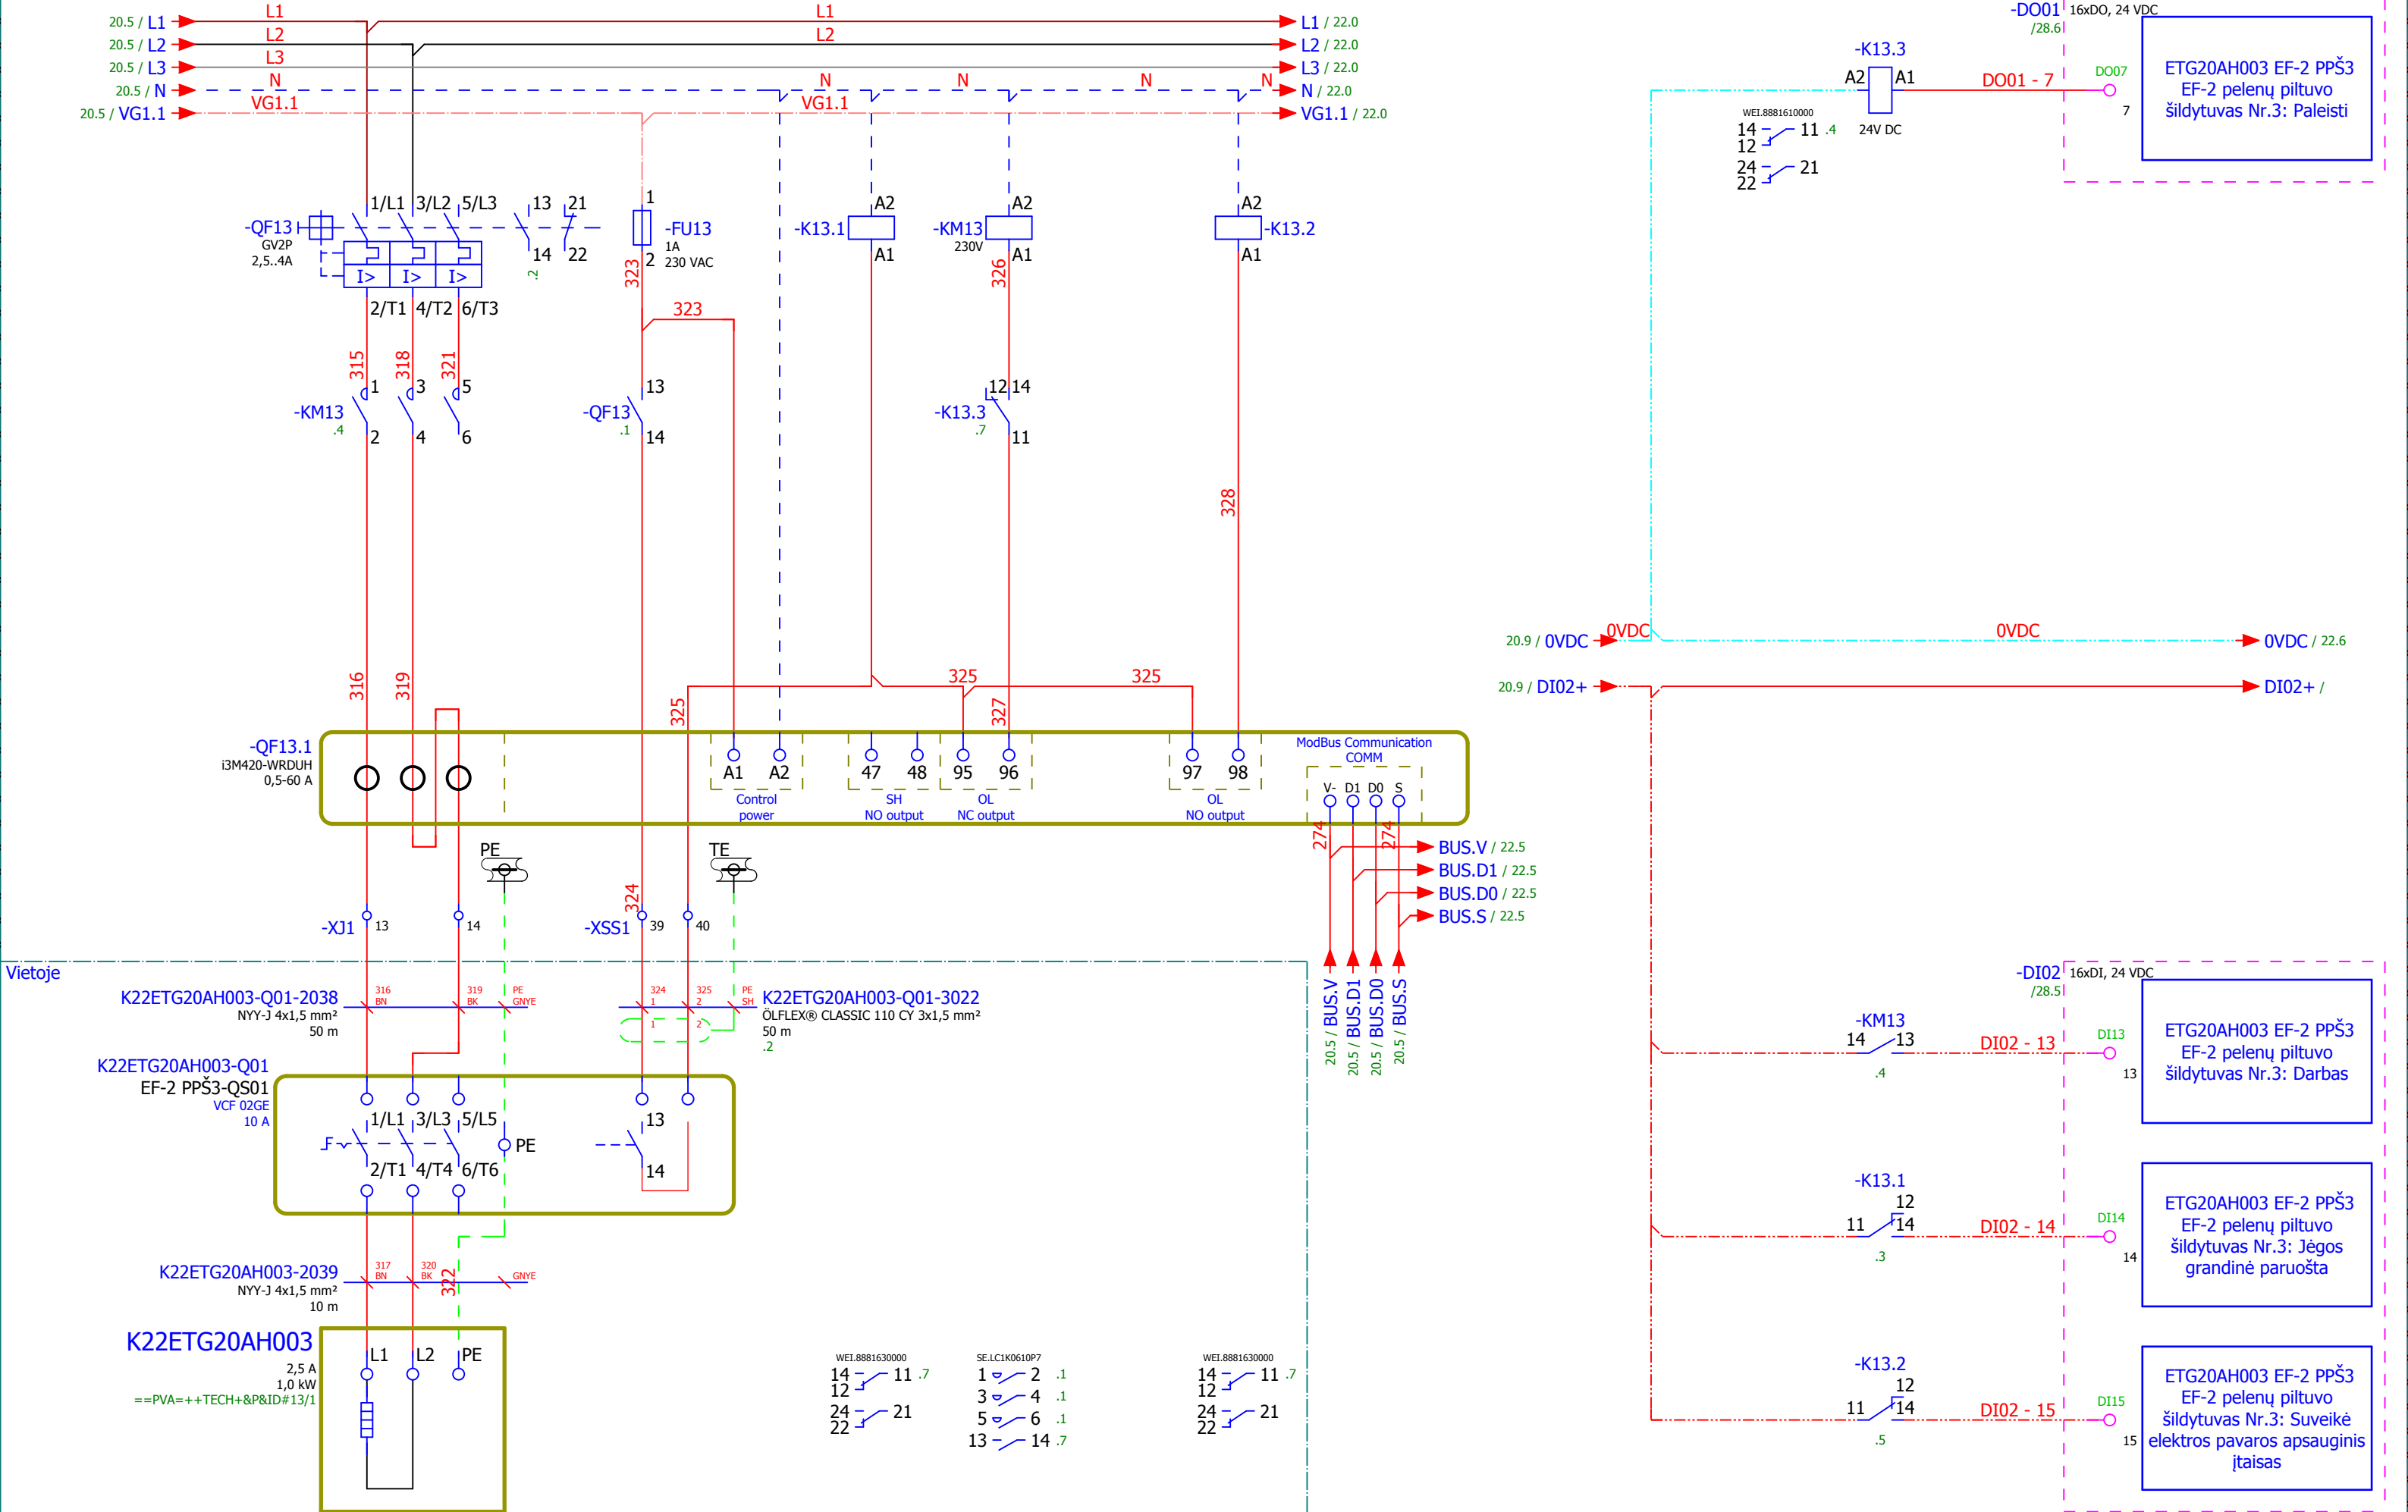 20.5 / L1
L1
L1
L1 / 22.0
20.5 / L2
L2
L2
L2 / 22.0
20.5 / L3
L3
L3 / 22.0
20.5 / N
N
N
N
N
N
N / 22.0
20.5 / VG1.1
VG1.1
VG1.1
VG1.1 / 22.0
-QF13
GV2P
2,5..4A
1/L1
3/L2
5/L3
13
21
14
22
.2
I>
I>
I>
2/T1
4/T2
6/T3
1
-FU13
1A
230 VAC
2
323
323
-K13.1
A2
A1
-KM13
230V
A2
A1
326
A2
-K13.2
A1
315
318
321
-KM13
.4
1
3
5
2
4
6
-QF13
.1
13
14
12
14
-K13.3
.7
11
328
316
319
325
325
325
327
-QF13.1
i3M420-WRDUH
0,5-60 A
A1
A2
Control
power
47
48
SH
NO output
95
96
OL
NC output
97
98
OL
NO output
ModBus Communication
COMM
V-
D1
D0
S
274
274
BUS.V / 22.5
BUS.D1 / 22.5
BUS.D0 / 22.5
BUS.S / 22.5
20.5 / BUS.V
20.5 / BUS.D1
20.5 / BUS.D0
20.5 / BUS.S
PE
TE
324
-XJ1
13
14
-XSS1
39
40
Vietoje
K22ETG20AH003-Q01-2038
NYY-J 4x1,5 mm²
50 m
316
BN
319
BK
PE
GNYE
324
1
325
2
PE
SH
1
2
K22ETG20AH003-Q01-3022
ÖLFLEX® CLASSIC 110 CY 3x1,5 mm²
50 m
.2
K22ETG20AH003-Q01
EF-2 PPŠ3-QS01
VCF 02GE
10 A
1/L1
3/L3
5/L5
2/T1
4/T4
6/T6
PE
13
14
K22ETG20AH003-2039
NYY-J 4x1,5 mm²
10 m
317
BN
320
BK
322
GNYE
K22ETG20AH003
2,5 A
1,0 kW
==PVA=++TECH+&P&ID#13/1
L1
L2
PE
WEI.8881630000
14
11 .7
12
24
21
22
SE.LC1K0610P7
1
2 .1
3
4 .1
5
6 .1
13
14 .7
WEI.8881630000
14
11 .7
12
24
21
22
-DO01
/28.6
16xDO, 24 VDC
-K13.3
A2
A1
24V DC
DO01 - 7
DO07
7
ETG20AH003 EF-2 PPŠ3
EF-2 pelenų piltuvo
šildytuvas Nr.3: Paleisti
WEI.8881610000
14
11 .4
12
24
21
22
20.9 / 0VDC
0VDC
0VDC
0VDC / 22.6
20.9 / DI02+
DI02+ /
-DI02
/28.5
16xDI, 24 VDC
-KM13
14
13
.4
DI02 - 13
DI13
13
ETG20AH003 EF-2 PPŠ3
EF-2 pelenų piltuvo
šildytuvas Nr.3: Darbas
-K13.1
12
11
14
.3
DI02 - 14
DI14
14
ETG20AH003 EF-2 PPŠ3
EF-2 pelenų piltuvo
šildytuvas Nr.3: Jėgos
grandinė paruošta
-K13.2
12
11
14
.5
DI02 - 15
DI15
15
ETG20AH003 EF-2 PPŠ3
EF-2 pelenų piltuvo
šildytuvas Nr.3: Suveikė
elektros pavaros apsauginis
įtaisas